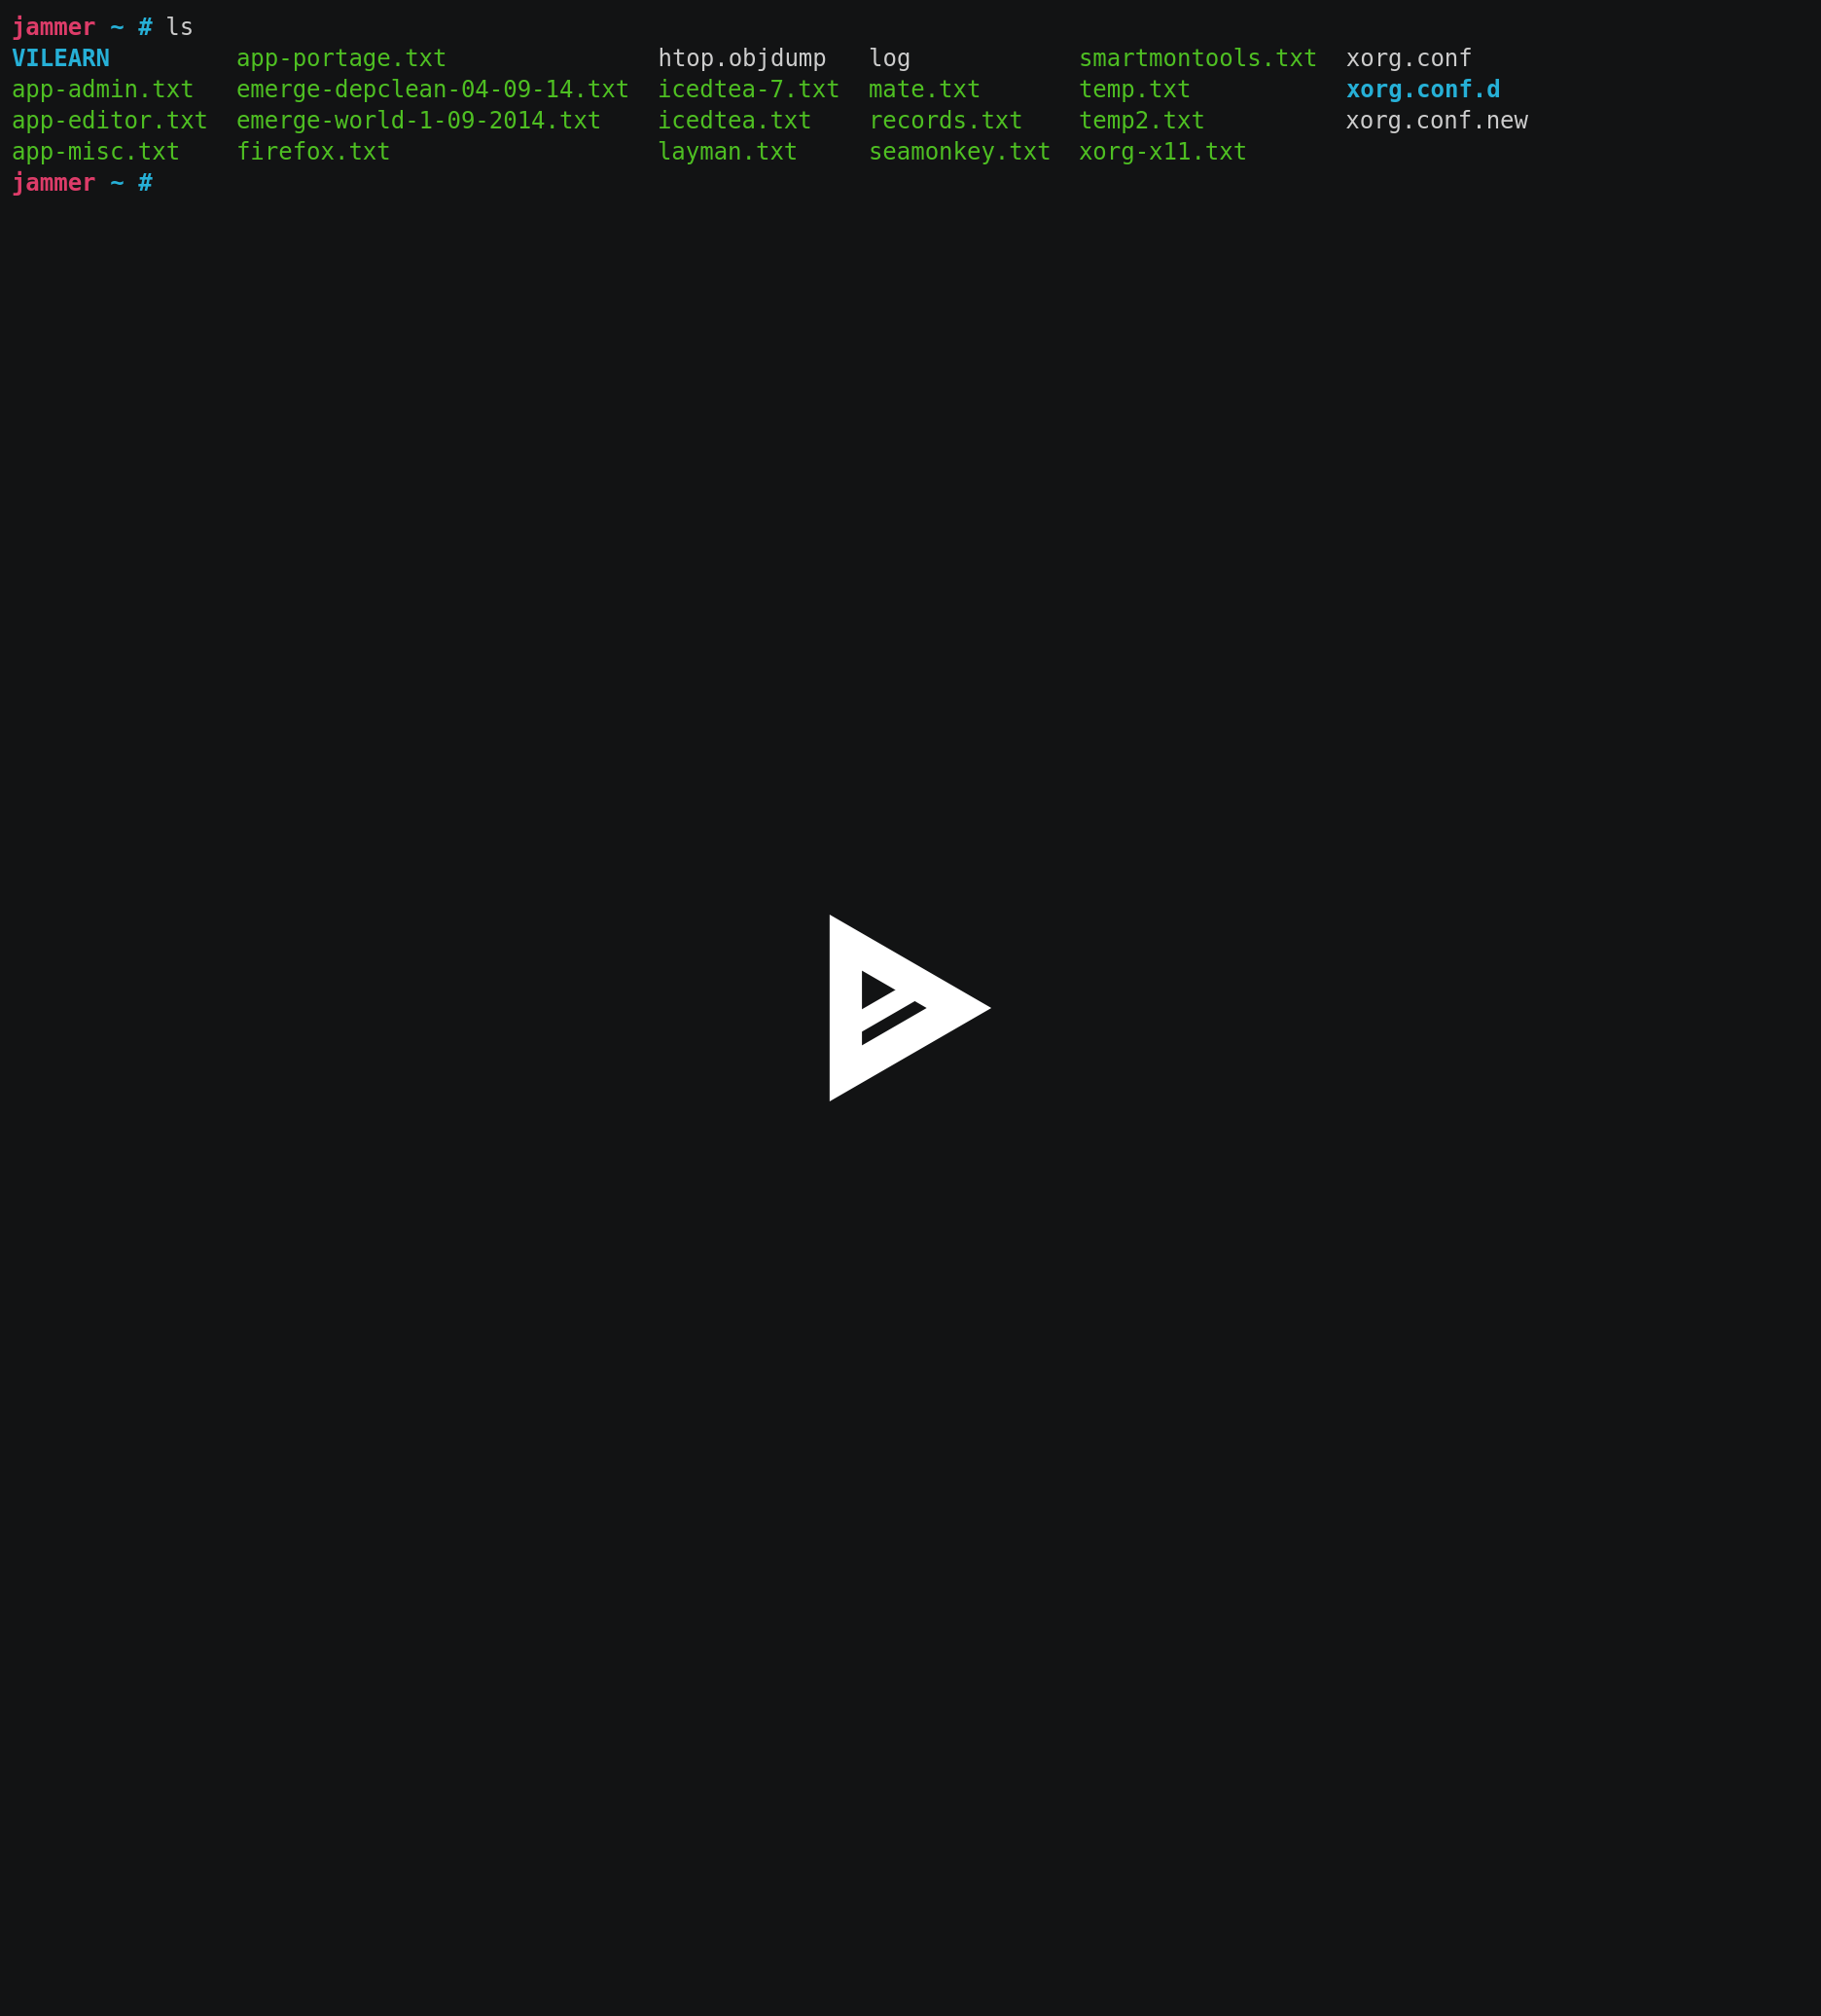 jammer ~ # ls
VILEARN         app-portage.txt               htop.objdump  log            smartmontools.txt  xorg.conf
app-admin.txt   emerge-depclean-04-09-14.txt  icedtea-7.txt  mate.txt       temp.txt           xorg.conf.d
app-editor.txt  emerge-world-1-09-2014.txt    icedtea.txt    records.txt    temp2.txt          xorg.conf.new
app-misc.txt    firefox.txt                   layman.txt     seamonkey.txt  xorg-x11.txt
jammer ~ #